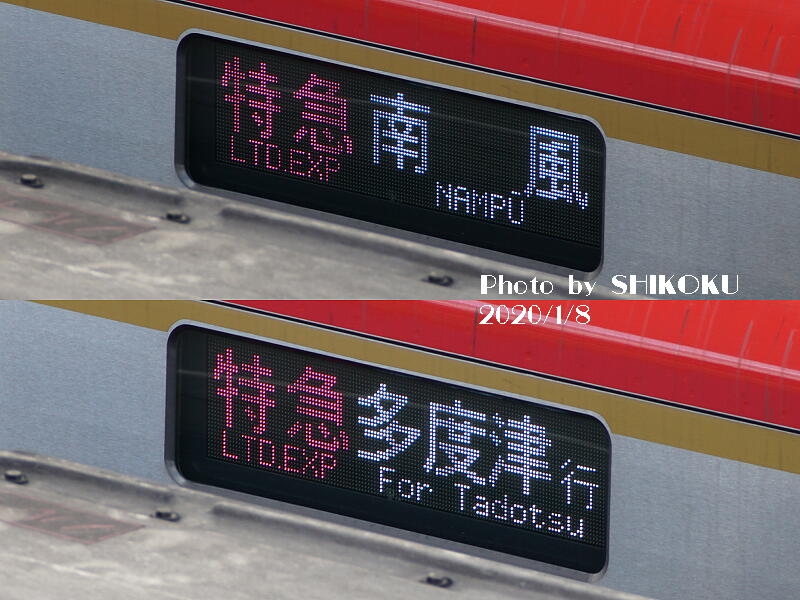 特急 南 風
LTD.EXP NAMPŪ
Photo by SHIKOKU
2020/1/8
特急 多度津行
LTD.EXP For Tadotsu